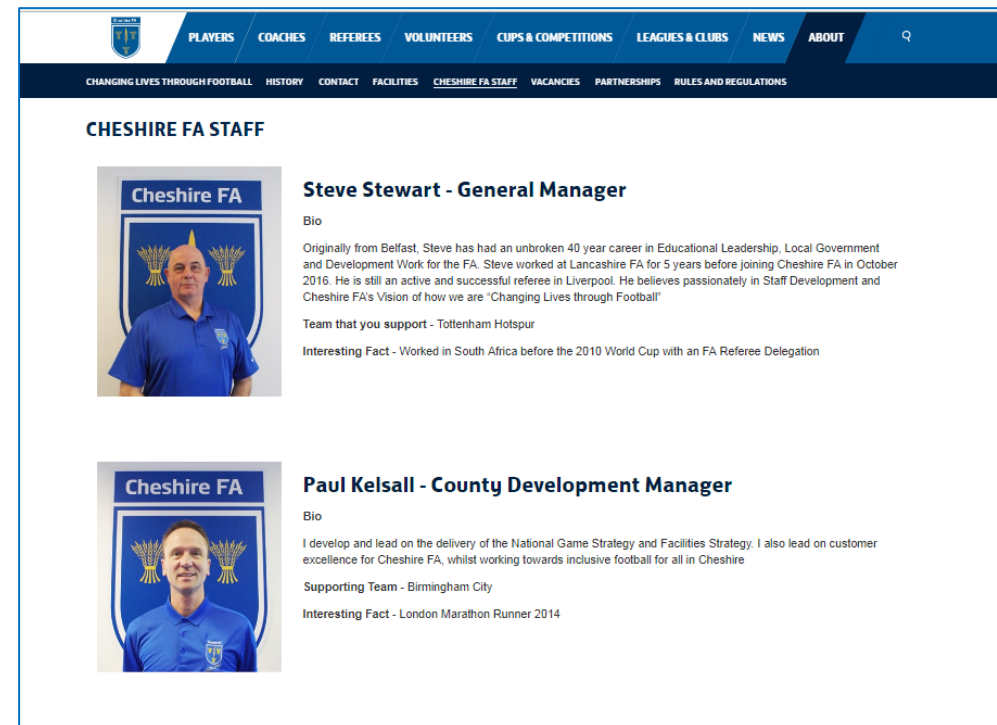 Cheshire FA
PLAYERS COACHES REFEREES VOLUNTEERS CUPS & COMPETITIONS LEAGUES & CLUBS NEWS ABOUT
CHANGING LIVES THROUGH FOOTBALL HISTORY CONTACT FACILITIES CHESHIRE FA STAFF VACANCIES PARTNERSHIPS RULES AND REGULATIONS
CHESHIRE FA STAFF
Cheshire FA
Steve Stewart - General Manager
Bio
Originally from Belfast, Steve has had an unbroken 40 year career in Educational Leadership, Local Government
and Development Work for the FA. Steve worked at Lancashire FA for 5 years before joining Cheshire FA in October
2016. He is still an active and successful referee in Liverpool. He believes passionately in Staff Development and
Cheshire FA's Vision of how we are “Changing Lives through Football”
Team that you support - Tottenham Hotspur
Interesting Fact - Worked in South Africa before the 2010 World Cup with an FA Referee Delegation
Cheshire FA
Paul Kelsall - County Development Manager
Bio
I develop and lead on the delivery of the National Game Strategy and Facilities Strategy. I also lead on customer
excellence for Cheshire FA, whilst working towards inclusive football for all in Cheshire
Supporting Team - Birmingham City
Interesting Fact - London Marathon Runner 2014